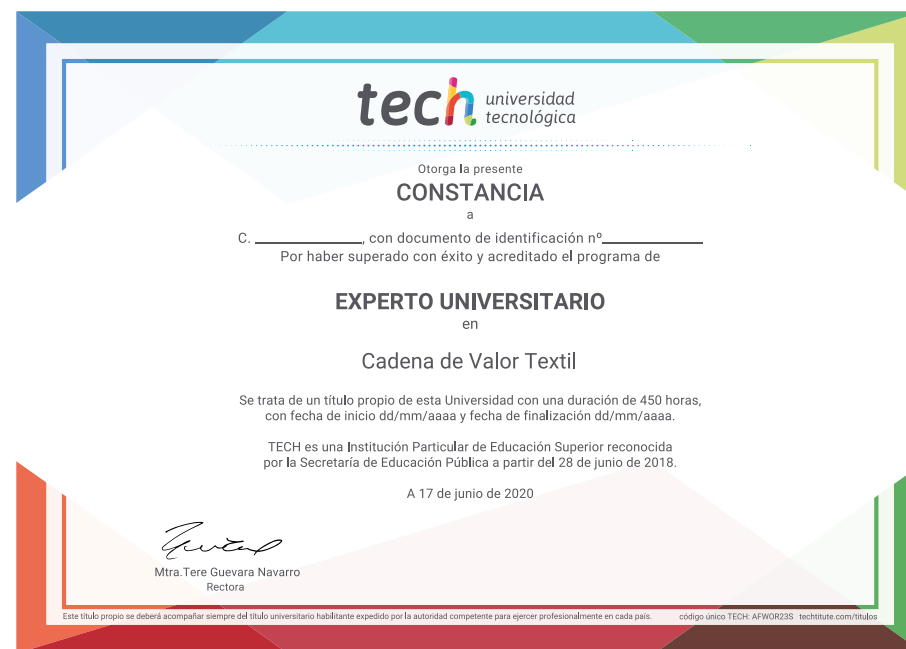 tech universidad
tecnológica
Otorga la presente
CONSTANCIA
a
C. ____________, con documento de identificación nº____________
Por haber superado con éxito y acreditado el programa de
EXPERTO UNIVERSITARIO
en
Cadena de Valor Textil
Se trata de un título propio de esta Universidad con una duración de 450 horas,
con fecha de inicio dd/mm/aaaa y fecha de finalización dd/mm/aaaa.
TECH es una Institución Particular de Educación Superior reconocida
por la Secretaría de Educación Pública a partir del 28 de junio de 2018.
A 17 de junio de 2020
Mtra.Tere Guevara Navarro
Rectora
Este título propio se deberá acompañar siempre del título universitario habilitante expedido por la autoridad competente para ejercer profesionalmente en cada país. código único TECH: AFWOR23S techtitute.com/titulos